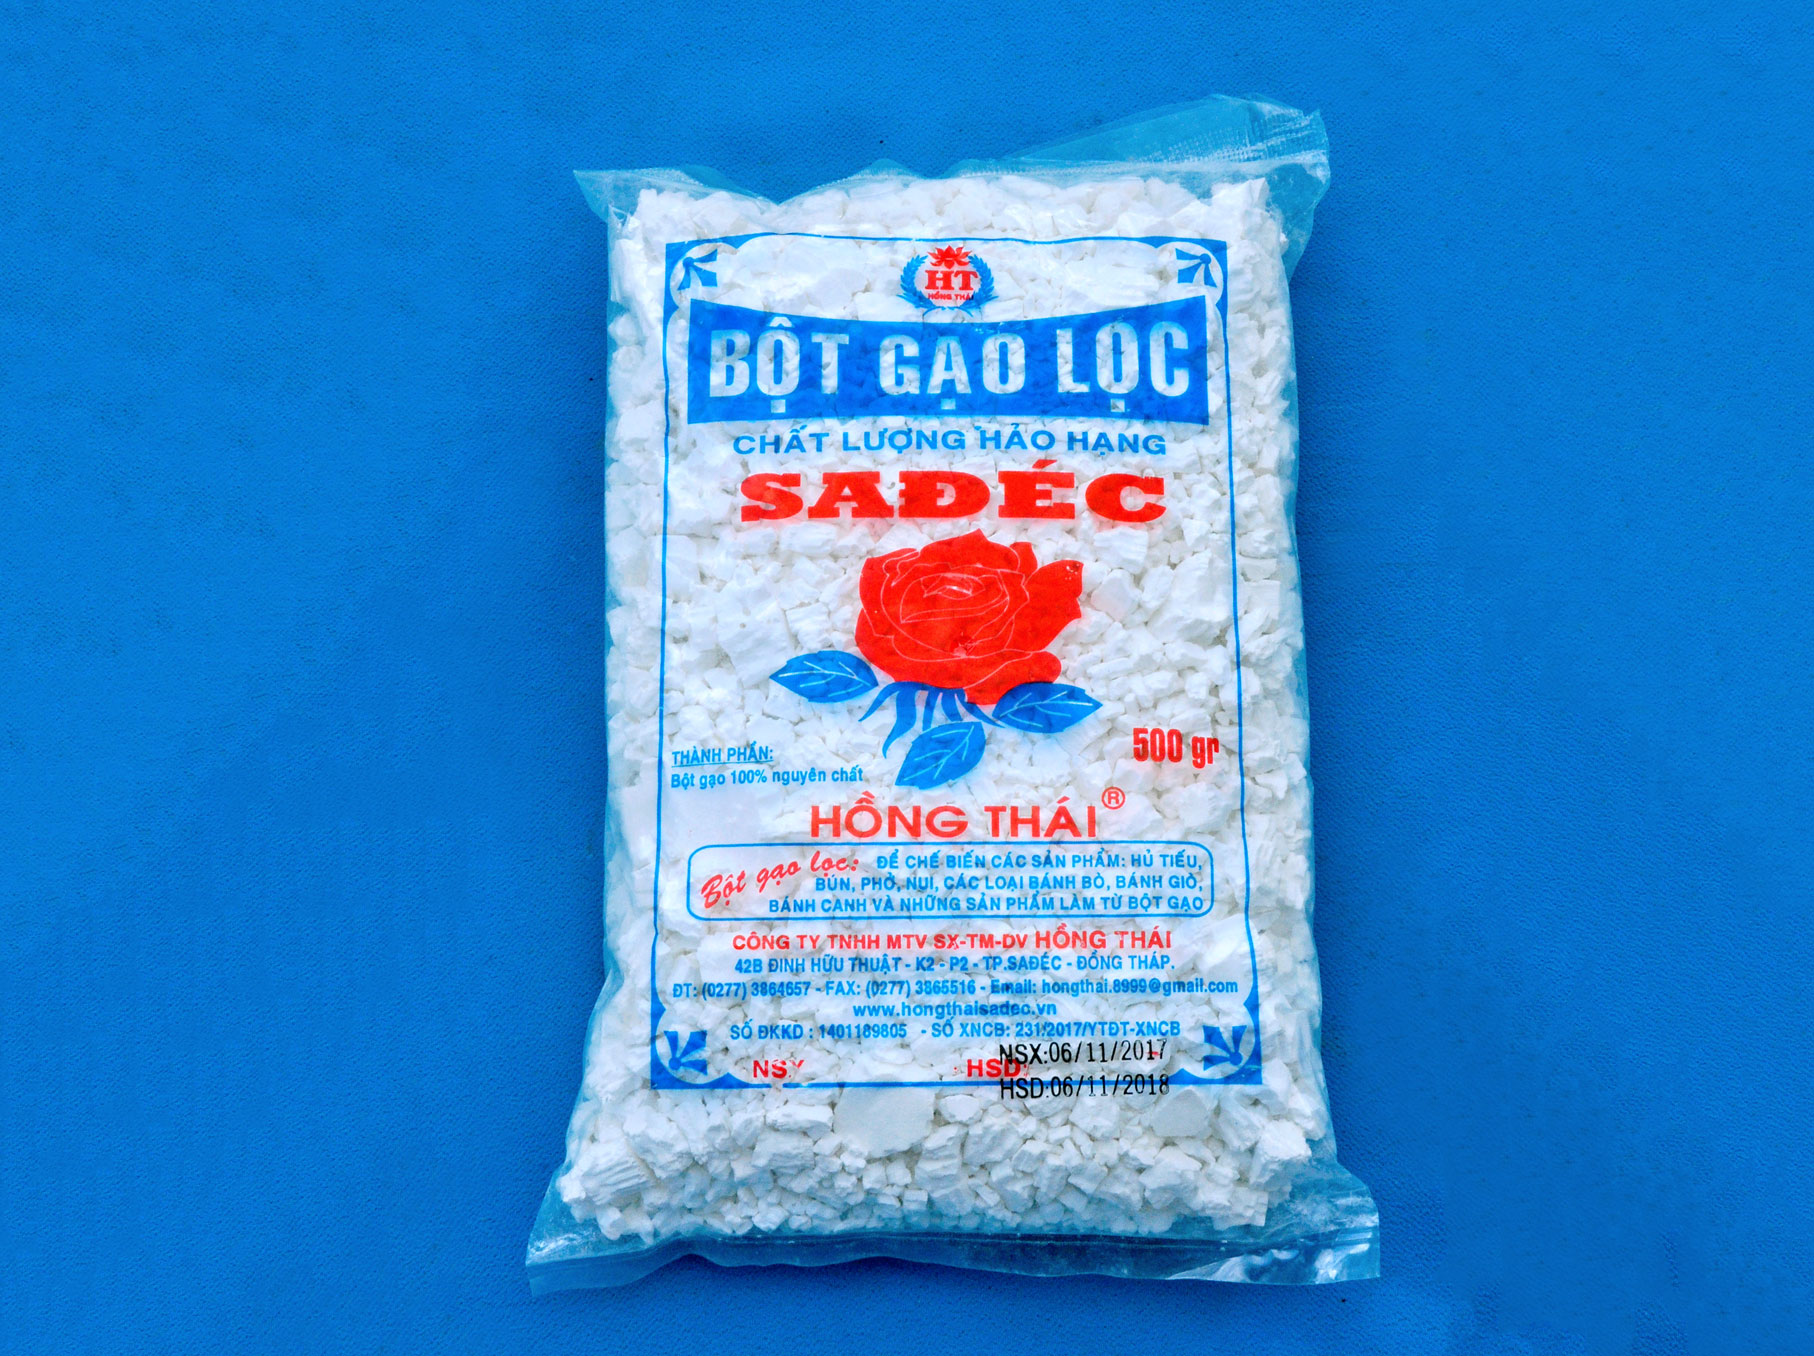 HT
HỒNG THÁI
BỘT GẠO LỌC
CHẤT LƯỢNG HẢO HẠNG
SAĐÉC
500 gr
THÀNH PHẦN:
Bột gạo 100% nguyên chất
HỒNG THÁI®
Bột gạo lọc: ĐỂ CHẾ BIẾN CÁC SẢN PHẨM: HỦ TIẾU,
BÚN, PHỞ, NUI, CÁC LOẠI BÁNH BÒ, BÁNH GIÒ,
BÁNH CANH VÀ NHỮNG SẢN PHẨM LÀM TỪ BỘT GẠO
CÔNG TY TNHH MTV SX-TM-DV HỒNG THÁI
42B ĐINH HỮU THUẬT - K2 - P2 - TP.SAĐÉC - ĐỒNG THÁP.
ĐT: (0277) 3864657 - FAX: (0277) 3865516 - Email: hongthai.8999@gmail.com
www.hongthaisadec.vn
SỐ ĐKKD : 1401189805 - SỐ XNCB: 231/2017/YTĐT-XNCB
NSX HSD:
NSX:06/11/2017
HSD:06/11/2018